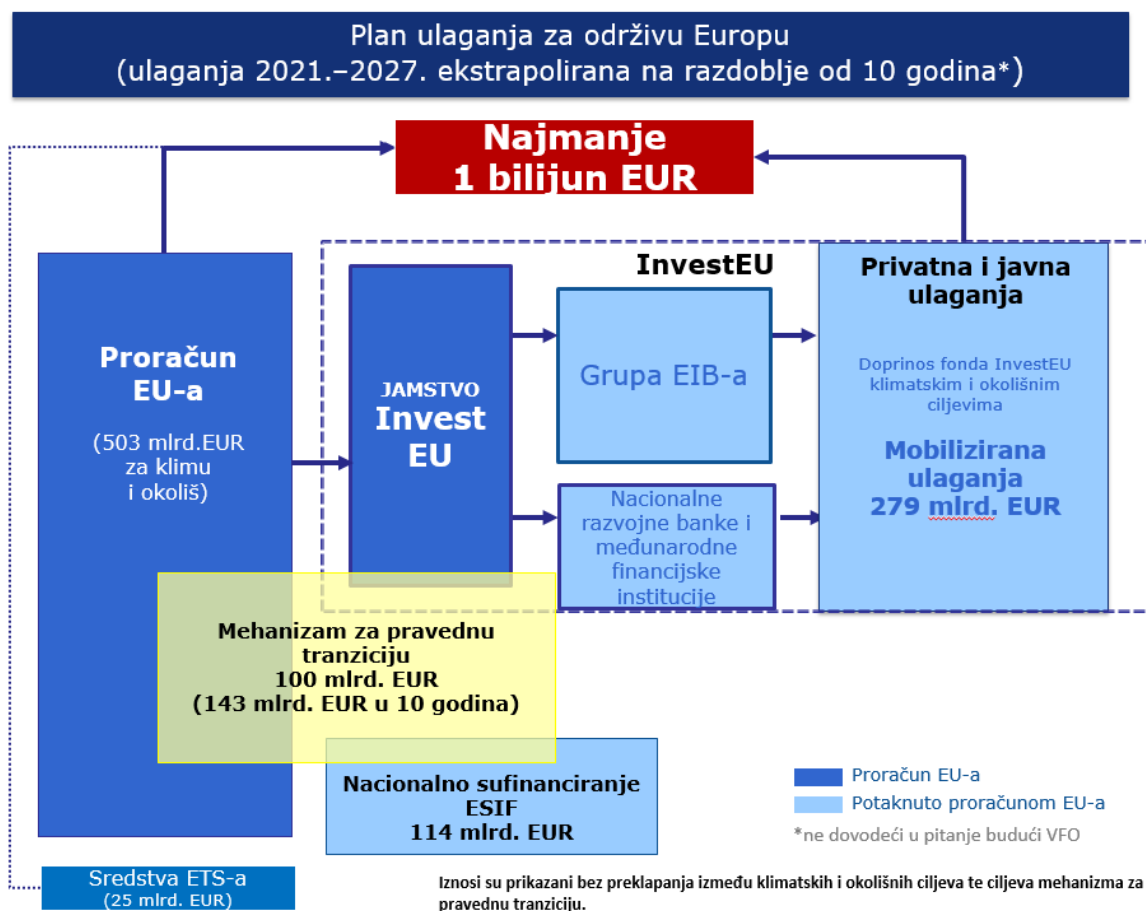 Plan ulaganja za održivu Europu
(ulaganja 2021.–2027. ekstrapolirana na razdoblje od 10 godina*)
Najmanje
1 bilijun EUR
Proračun
EU-a
(503 mlrd.EUR
za klimu
i okoliš)
JAMSTVO
Invest
EU
InvestEU
Grupa EIB-a
Nacionalne
razvojne banke i
međunarodne
financijske
institucije
Privatna i javna
ulaganja
Doprinos fonda InvestEU
klimatskim i okolišnim
ciljevima
Mobilizirana
ulaganja
279 mlrd. EUR
Mehanizam za pravednu
tranziciju
100 mlrd. EUR
(143 mlrd. EUR u 10 godina)
Nacionalno sufinanciranje
ESIF
114 mlrd. EUR
Proračun EU-a
Potaknuto proračunom EU-a
*ne dovodeći u pitanje budući VFO
Sredstva ETS-a
(25 mlrd. EUR)
Iznosi su prikazani bez preklapanja između klimatskih i okolišnih ciljeva te ciljeva mehanizma za
pravednu tranziciju.